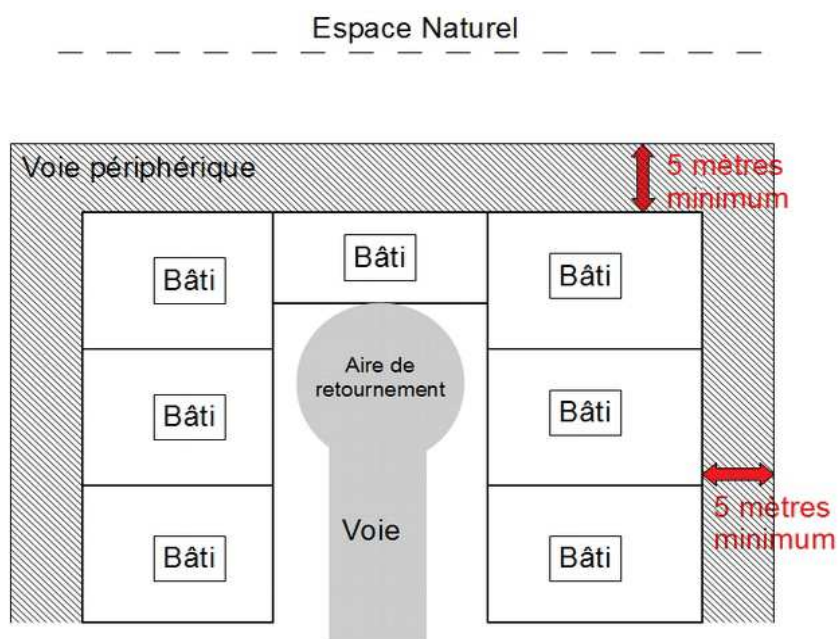 Espace Naturel
Voie périphérique
5 mètres
minimum
Bâti
Bâti
Bâti
Aire de
retournement
Bâti
Bâti
5 mètres
minimum
Voie
Bâti
Bâti